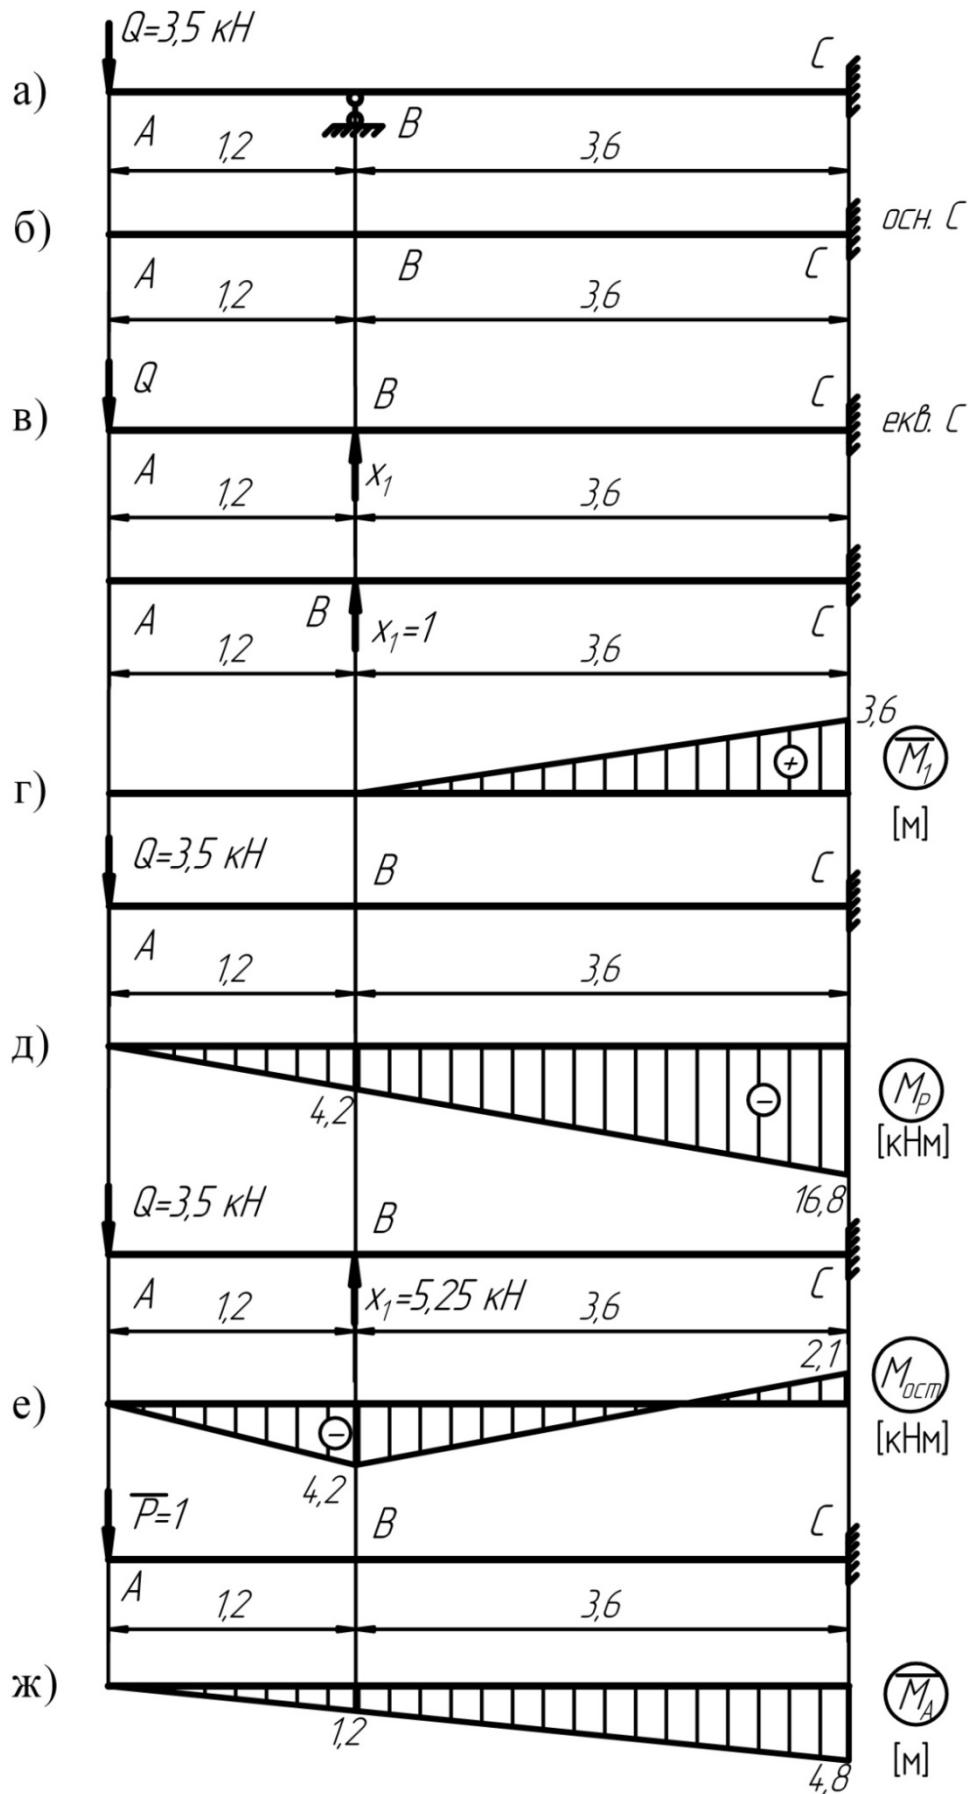 Q=3,5 кН
С
а)
А
В
1,2
3,6
осн. С
б)
А
В
С
1,2
3,6
Q
В
С
екв. С
в)
А
x₁
1,2
3,6
А
В
x₁=1
С
1,2
3,6
3,6
+
M̅₁
г)
[м]
Q=3,5 кН
В
С
А
1,2
3,6
д)
4,2
−
Mₚ
[кНм]
16,8
Q=3,5 кН
В
А
x₁=5,25 кН
С
1,2
3,6
2,1
Mост
е)
−
[кНм]
4,2
P̅=1
В
С
А
1,2
3,6
ж)
M̅_A
1,2
[м]
4,8